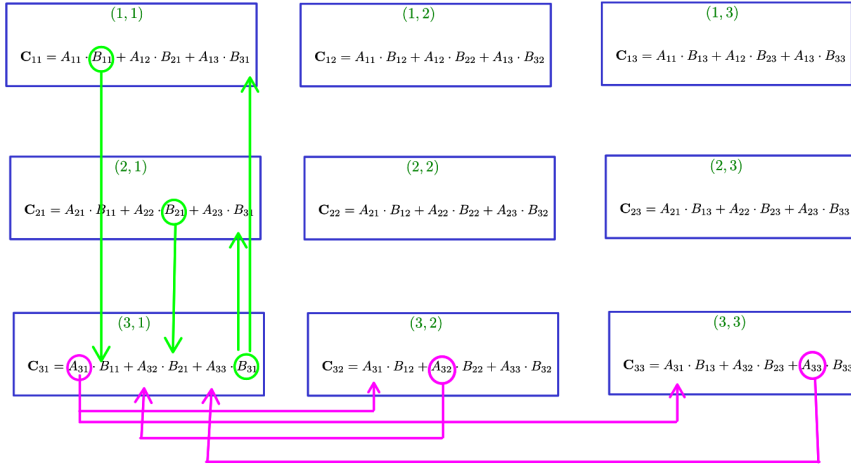 (1, 1)
C₁₁ = A₁₁ · B₁₁ + A₁₂ · B₂₁ + A₁₃ · B₃₁
(1, 2)
C₁₂ = A₁₁ · B₁₂ + A₁₂ · B₂₂ + A₁₃ · B₃₂
(1, 3)
C₁₃ = A₁₁ · B₁₃ + A₁₂ · B₂₃ + A₁₃ · B₃₃
(2, 1)
C₂₁ = A₂₁ · B₁₁ + A₂₂ · B₂₁ + A₂₃ · B₃₁
(2, 2)
C₂₂ = A₂₁ · B₁₂ + A₂₂ · B₂₂ + A₂₃ · B₃₂
(2, 3)
C₂₃ = A₂₁ · B₁₃ + A₂₂ · B₂₃ + A₂₃ · B₃₃
(3, 1)
C₃₁ = A₃₁ · B₁₁ + A₃₂ · B₂₁ + A₃₃ · B₃₁
(3, 2)
C₃₂ = A₃₁ · B₁₂ + A₃₂ · B₂₂ + A₃₃ · B₃₂
(3, 3)
C₃₃ = A₃₁ · B₁₃ + A₃₂ · B₂₃ + A₃₃ · B₃₃